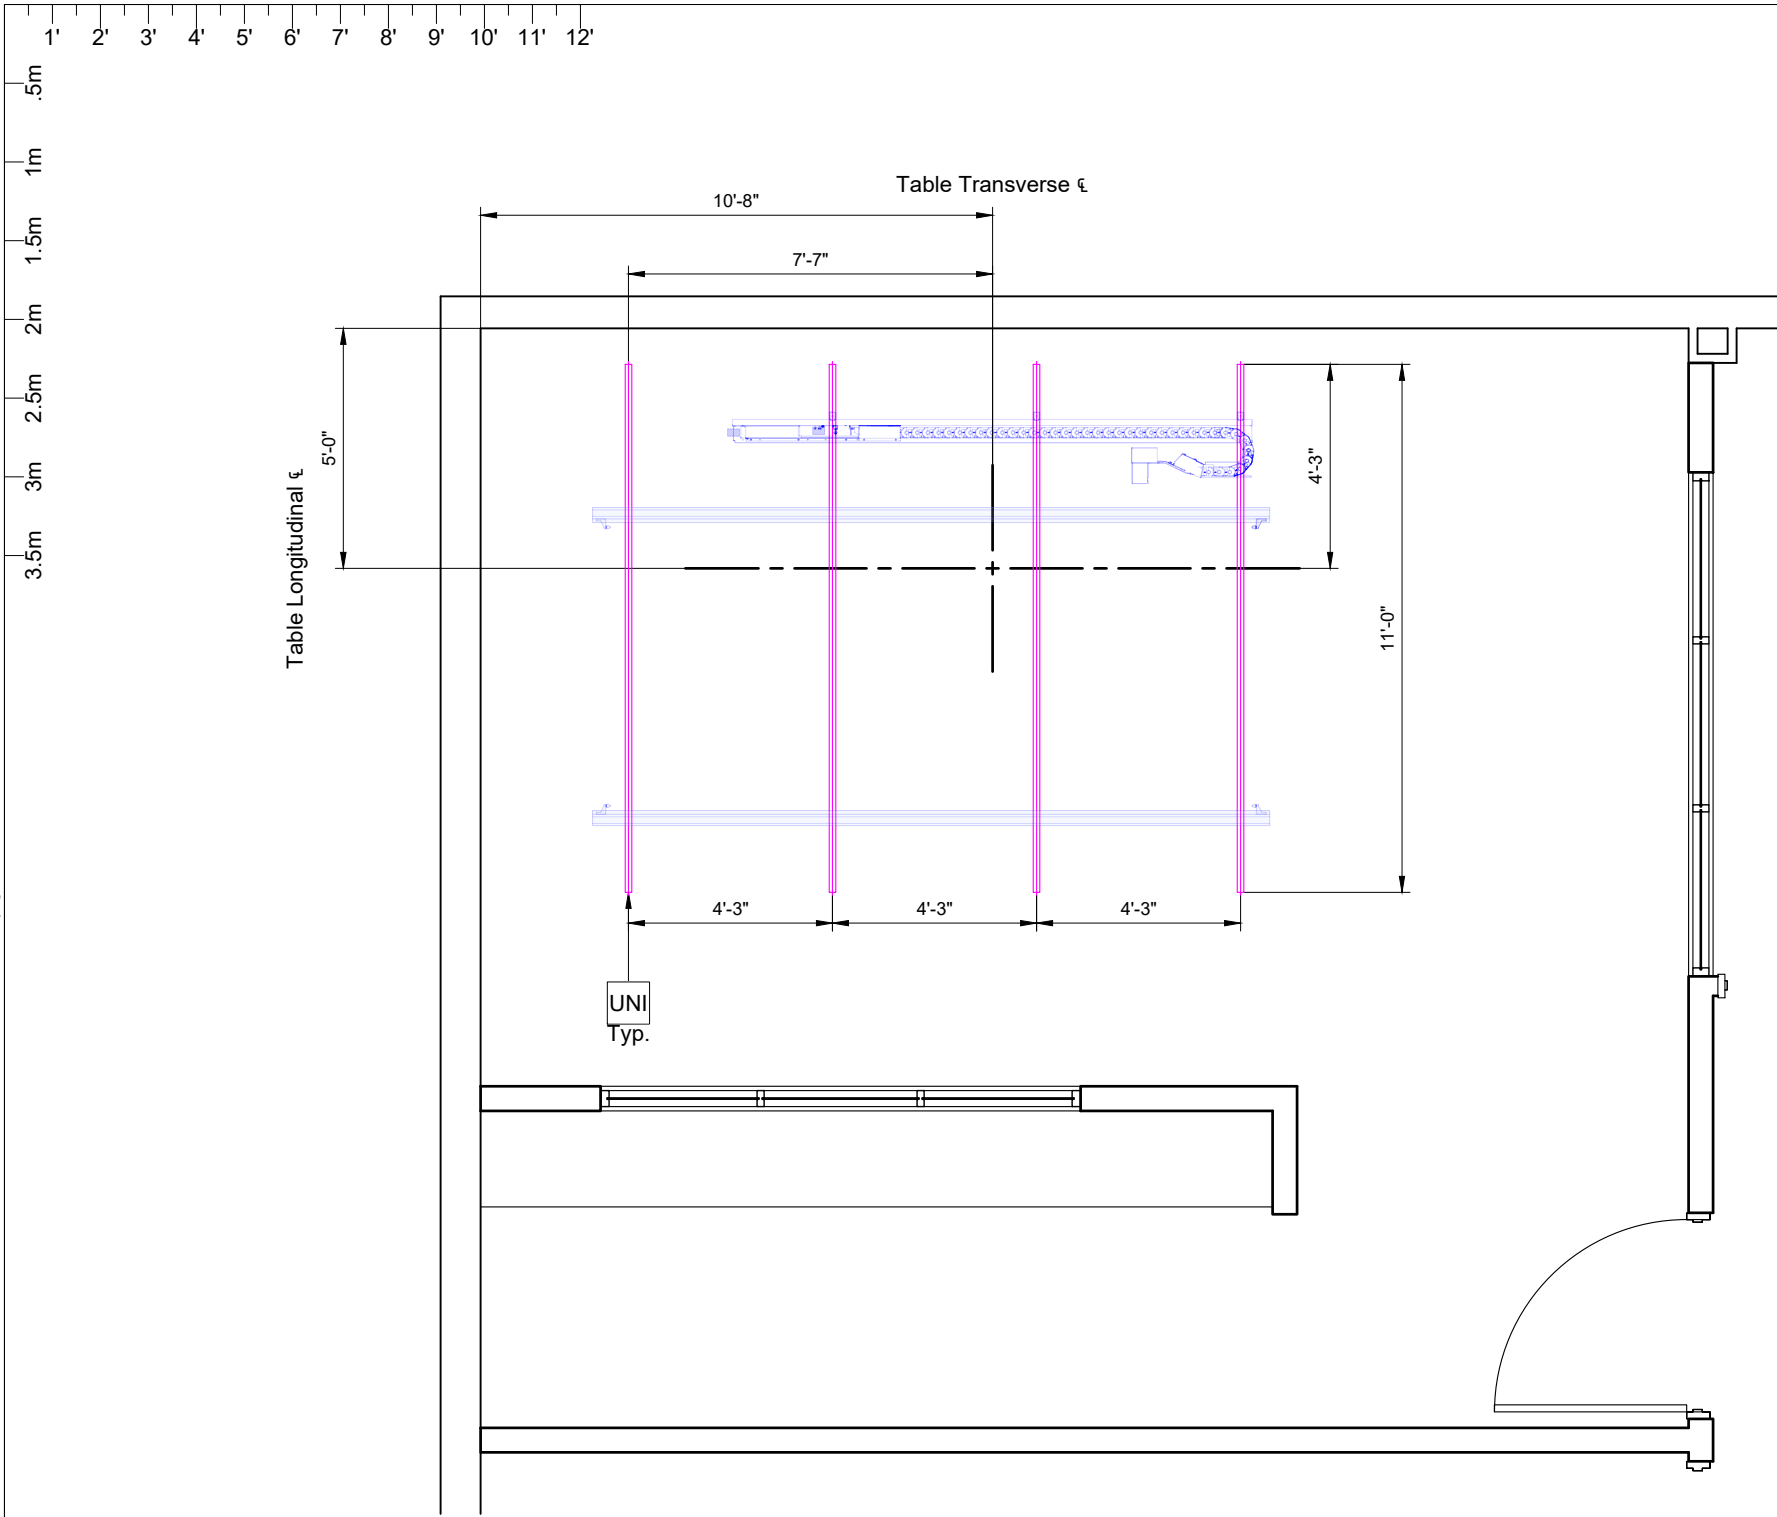 1' 2' 3' 4' 5' 6' 7' 8' 9' 10' 11' 12'
.5m
1m
1.5m
2m
2.5m
3m
3.5m
Table Transverse ℄
10'-8"
7'-7"
5'-0"
Table Longitudinal ℄
4'-3"
11'-0"
4'-3" 4'-3" 4'-3"
UNI
Typ.